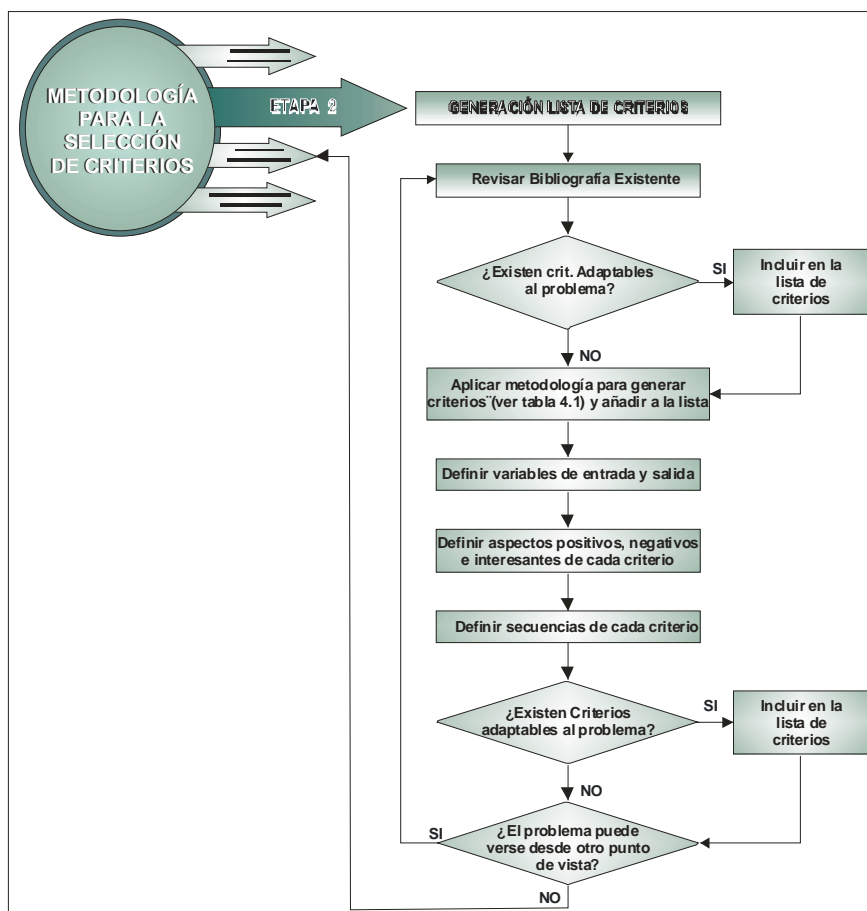 METODOLOGÍA
PARA LA
SELECCIÓN
DE CRITERIOS
ETAPA 2
GENERACIÓN LISTA DE CRITERIOS
Revisar Bibliografía Existente
¿Existen crit. Adaptables
al problema?
SI
Incluir en la
lista de
criterios
NO
Aplicar metodología para generar
criterios¨(ver tabla 4.1) y añadir a la lista
Definir variables de entrada y salida
Definir aspectos positivos, negativos
e interesantes de cada criterio
Definir secuencias de cada criterio
¿Existen Criterios
adaptables al problema?
SI
Incluir en la
lista de
criterios
NO
¿El problema puede
verse desde otro punto
de vista?
SI
NO